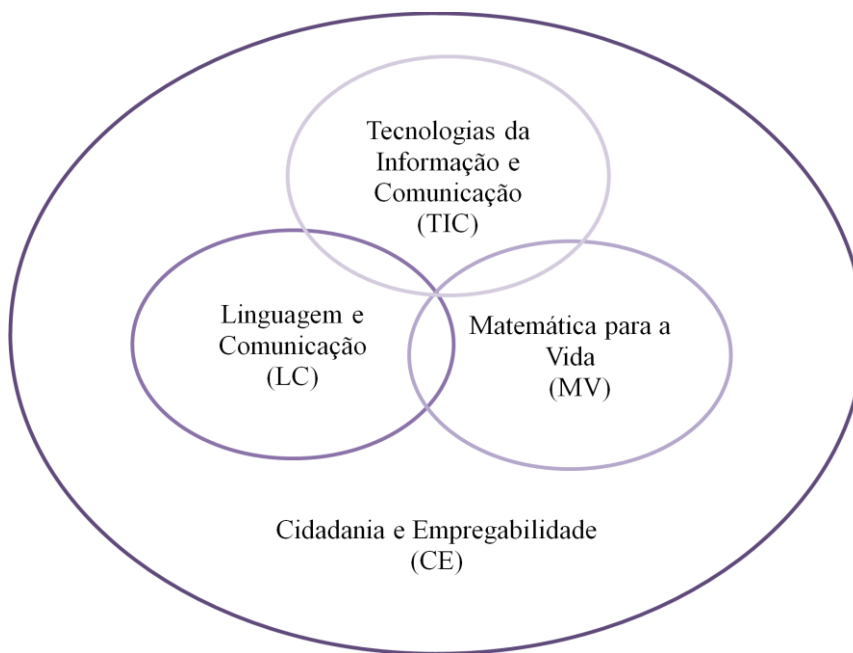 Tecnologias da
Informação e
Comunicação
(TIC)
Linguagem e
Comunicação
(LC)
Matemática para a
Vida
(MV)
Cidadania e Empregabilidade
(CE)